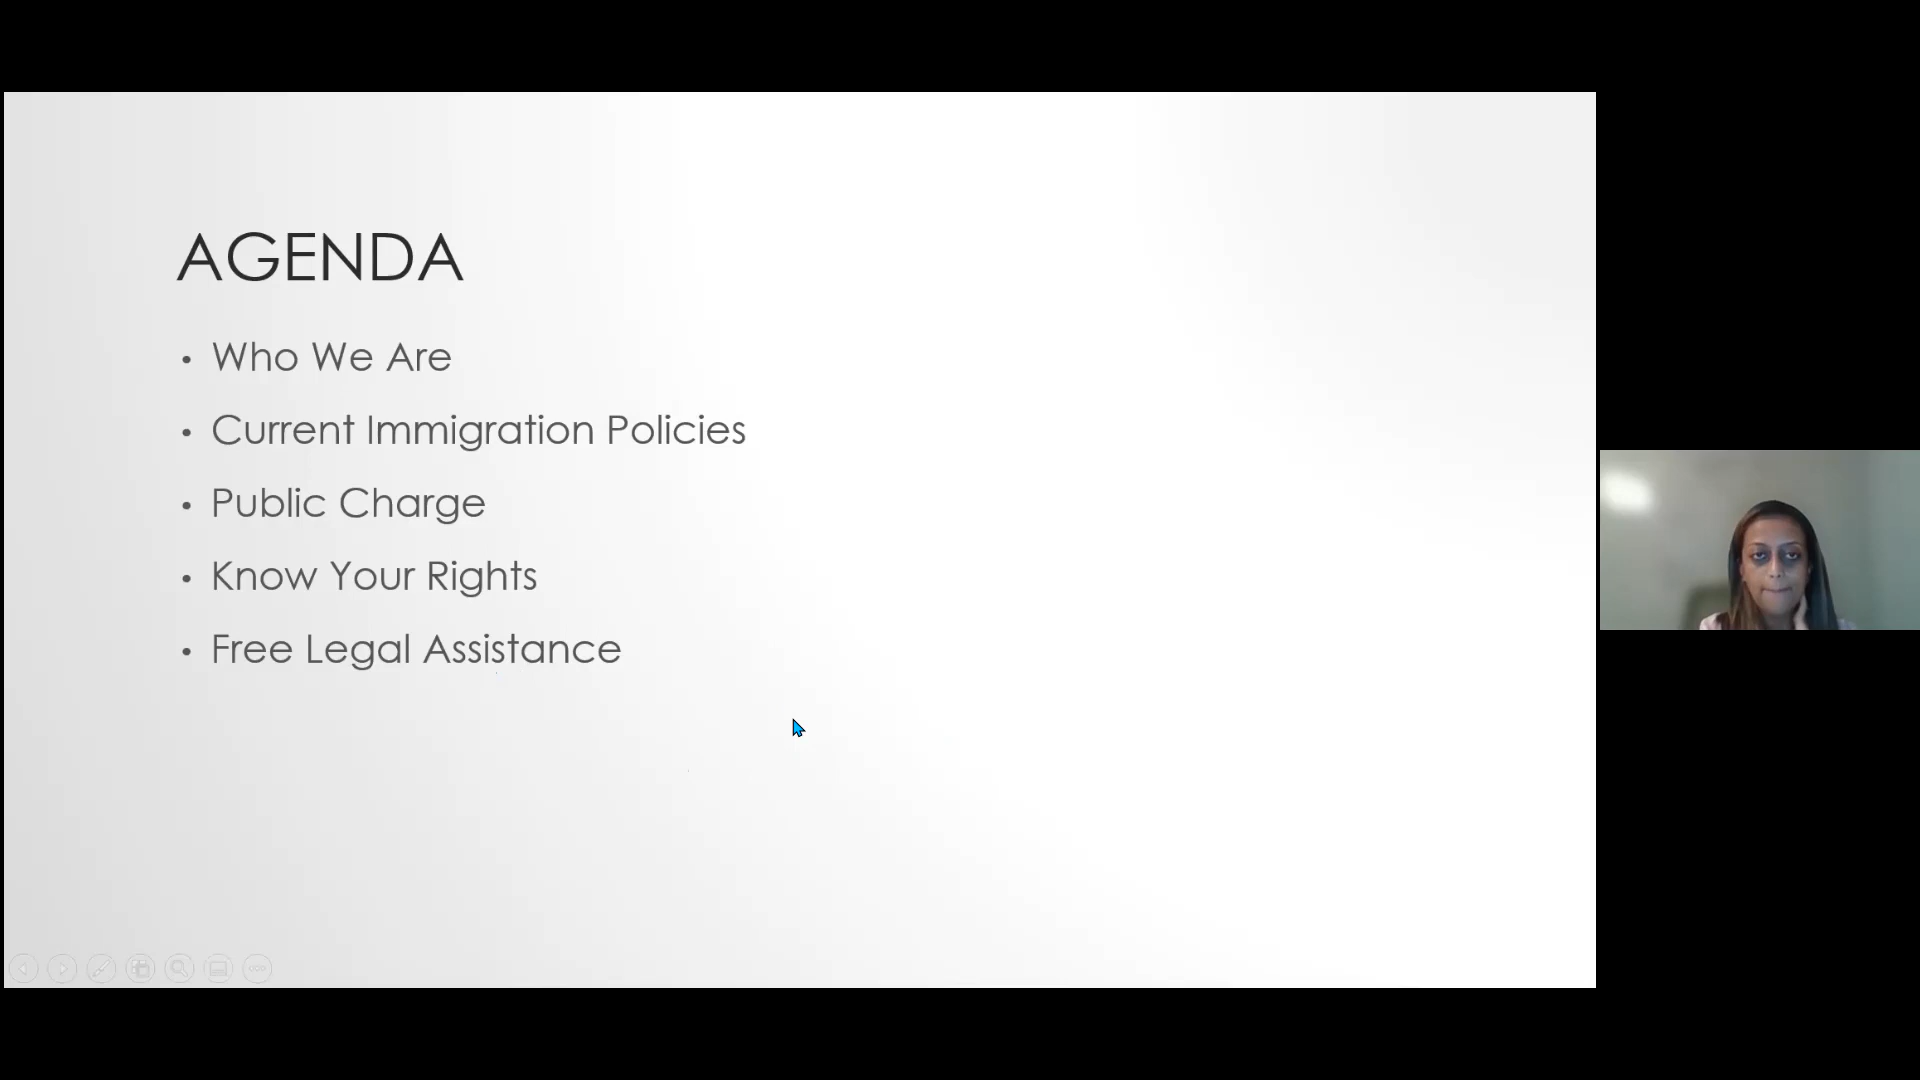 AGENDA
• Who We Are
• Current Immigration Policies
• Public Charge
• Know Your Rights
• Free Legal Assistance